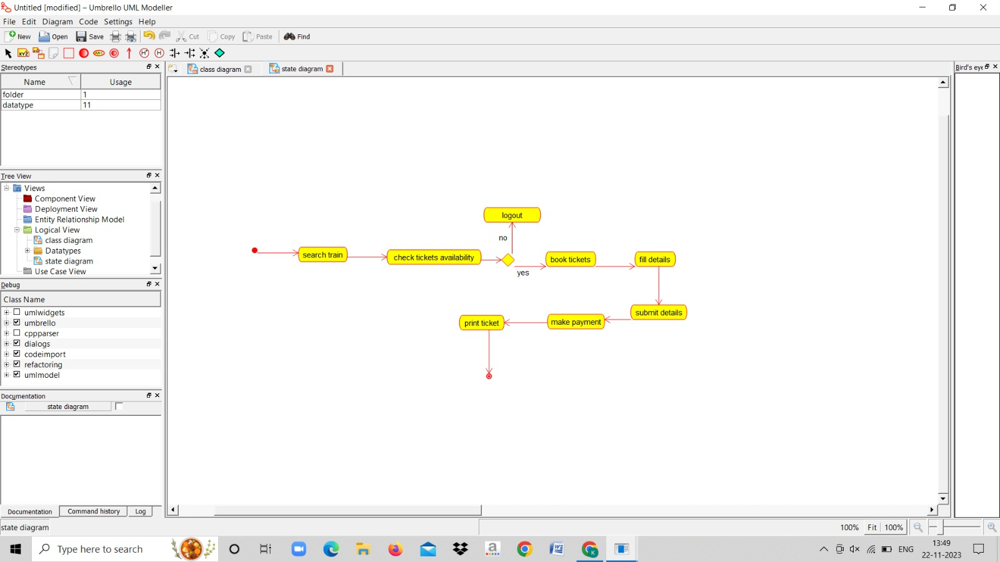 Untitled [modified] – Umbrello UML Modeller
File Edit Diagram Code Settings Help
New Open Save Cut Copy Paste Find
XYZ ABC H* H
Stereotypes
Name Usage
folder 1
datatype 11
Tree View
Views
Component View
Deployment View
Entity Relationship Model
Logical View
class diagram
Datatypes
state diagram
Use Case View
Debug
Class Name
umlwidgets
umbrello
cppparser
dialogs
codeimport
refactoring
umlmodel
Documentation
state diagram
Documentation Command history Log
state diagram
class diagram state diagram
logout
no
search train check tickets availability book tickets fill details
yes
submit details
print ticket make payment
Bird's eye
100% Fit 100%
Type here to search
a
W
K
ENG
13:49
22-11-2023